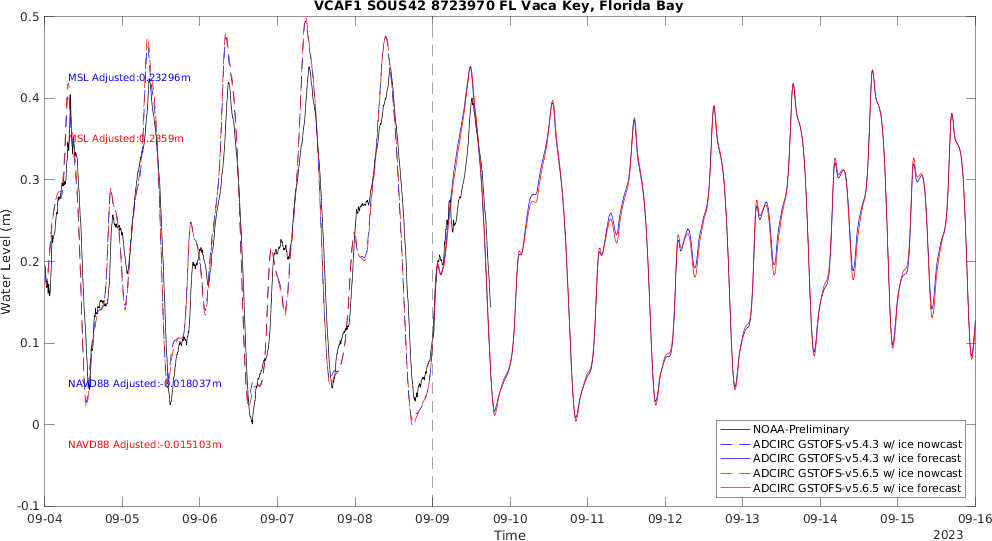 VCAF1 SOUS42 8723970 FL Vaca Key, Florida Bay
0.5
0.4
0.3
0.2
0.1
0
-0.1
Water Level (m)
MSL Adjusted:0.23296m
MSL Adjusted:0.2359m
NAVD88 Adjusted:-0.018037m
NAVD88 Adjusted:-0.015103m
NOAA-Preliminary
ADCIRC GSTOFS-v5.4.3 w/ ice nowcast
ADCIRC GSTOFS-v5.4.3 w/ ice forecast
ADCIRC GSTOFS-v5.6.5 w/ ice nowcast
ADCIRC GSTOFS-v5.6.5 w/ ice forecast
09-04 09-05 09-06 09-07 09-08 09-09 09-10 09-11 09-12 09-13 09-14 09-15 09-16
Time
2023